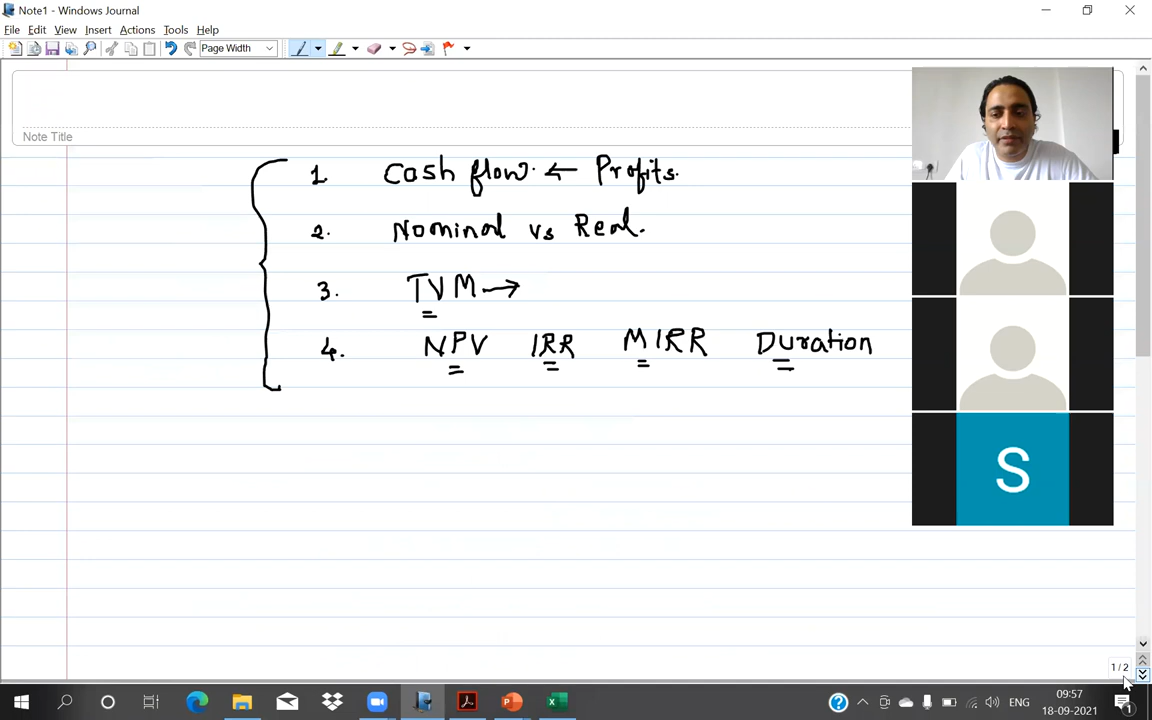 Note1 - Windows Journal
File Edit View Insert Actions Tools Help
Page Width
Note Title
1 Cash flow. ← Profits.
2. Nominal vs Real.
3. TVM →
4. NPV IRR MIRR Duration
S
1 / 2
ENG
09:57
18-09-2021
1